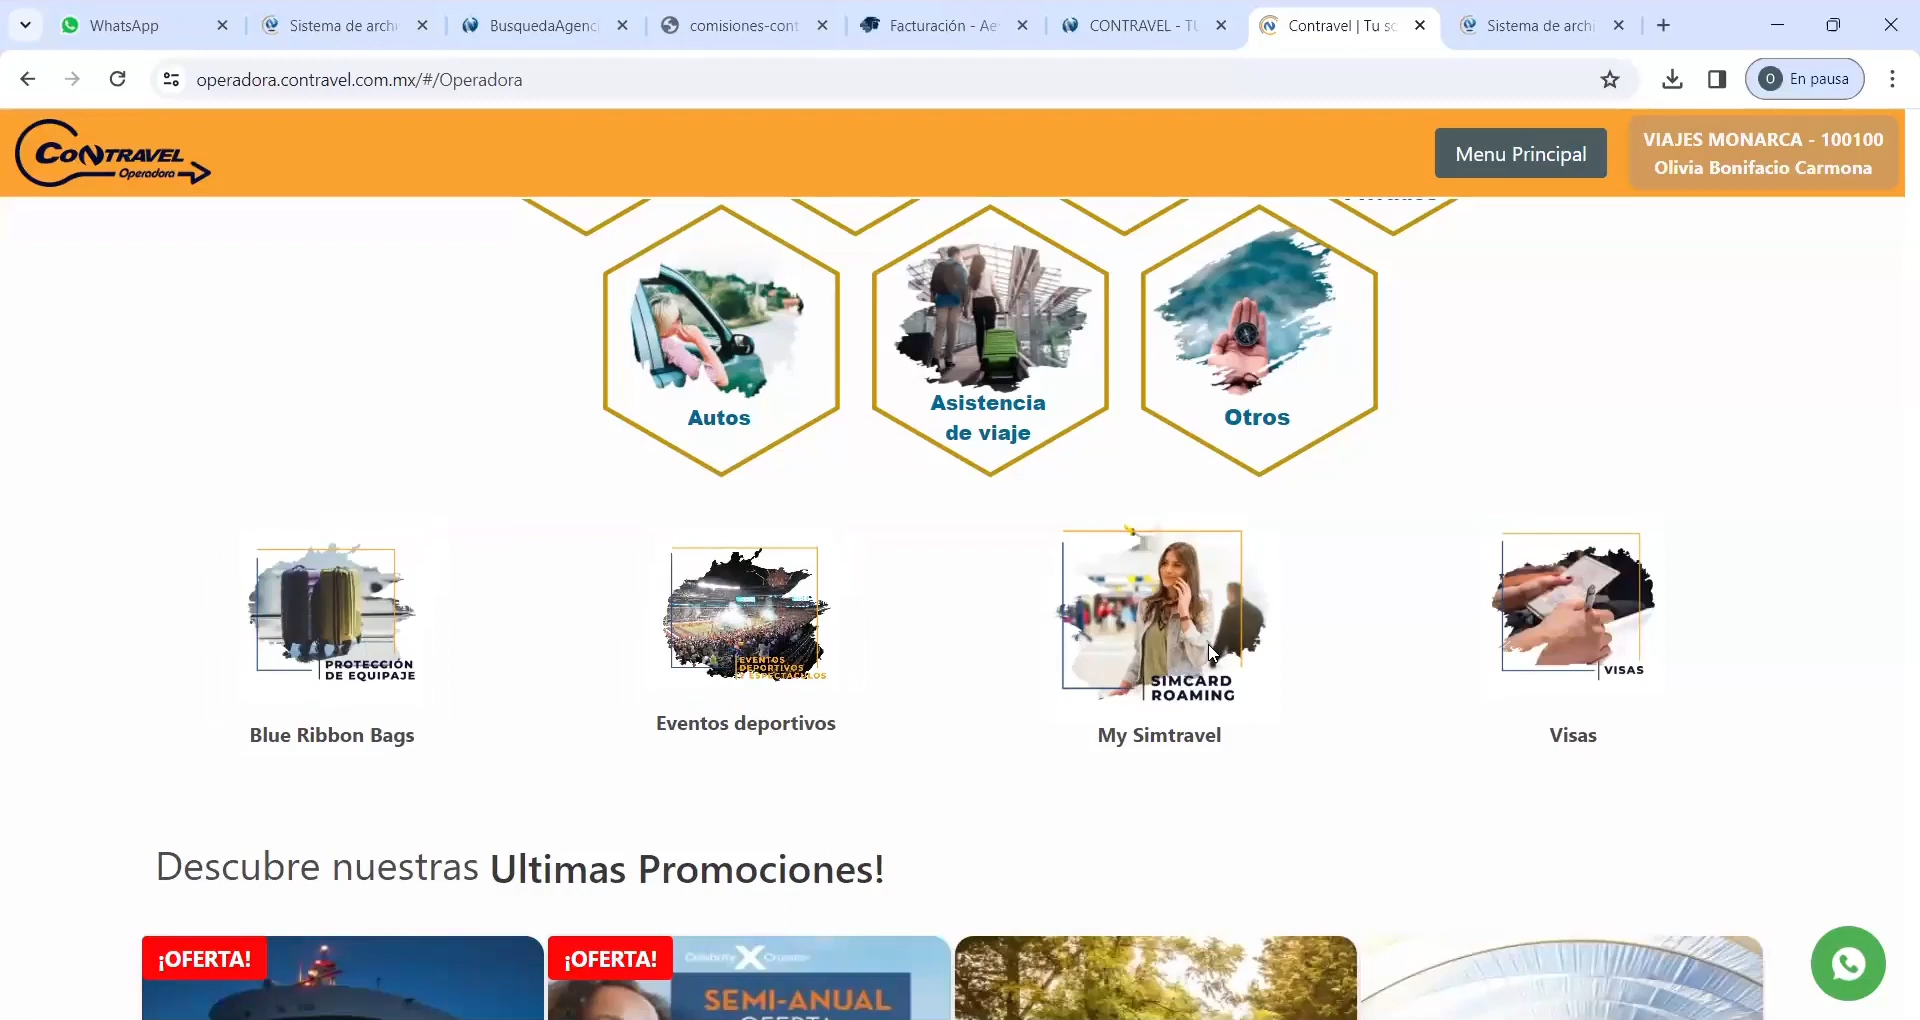 WhatsApp
Sistema de archi
BusquedaAgenci
comisiones-cont
Facturación - Ae
CONTRAVEL - TU
Contravel | Tu so
Sistema de archi
operadora.contravel.com.mx/#/Operadora
O En pausa
CONTRAVEL
Operadora
Menu Principal
VIAJES MONARCA - 100100
Olivia Bonifacio Carmona
Autos
Asistencia
de viaje
Otros
PROTECCIÓN
DE EQUIPAJE
EVENTOS
DEPORTIVOS
Y ESPECTACULOS
SIMCARD
ROAMING
VISAS
Blue Ribbon Bags
Eventos deportivos
My Simtravel
Visas
Descubre nuestras Ultimas Promociones!
¡OFERTA!
¡OFERTA!
Celebrity X Cruises
SEMI-ANUAL
OFERTA